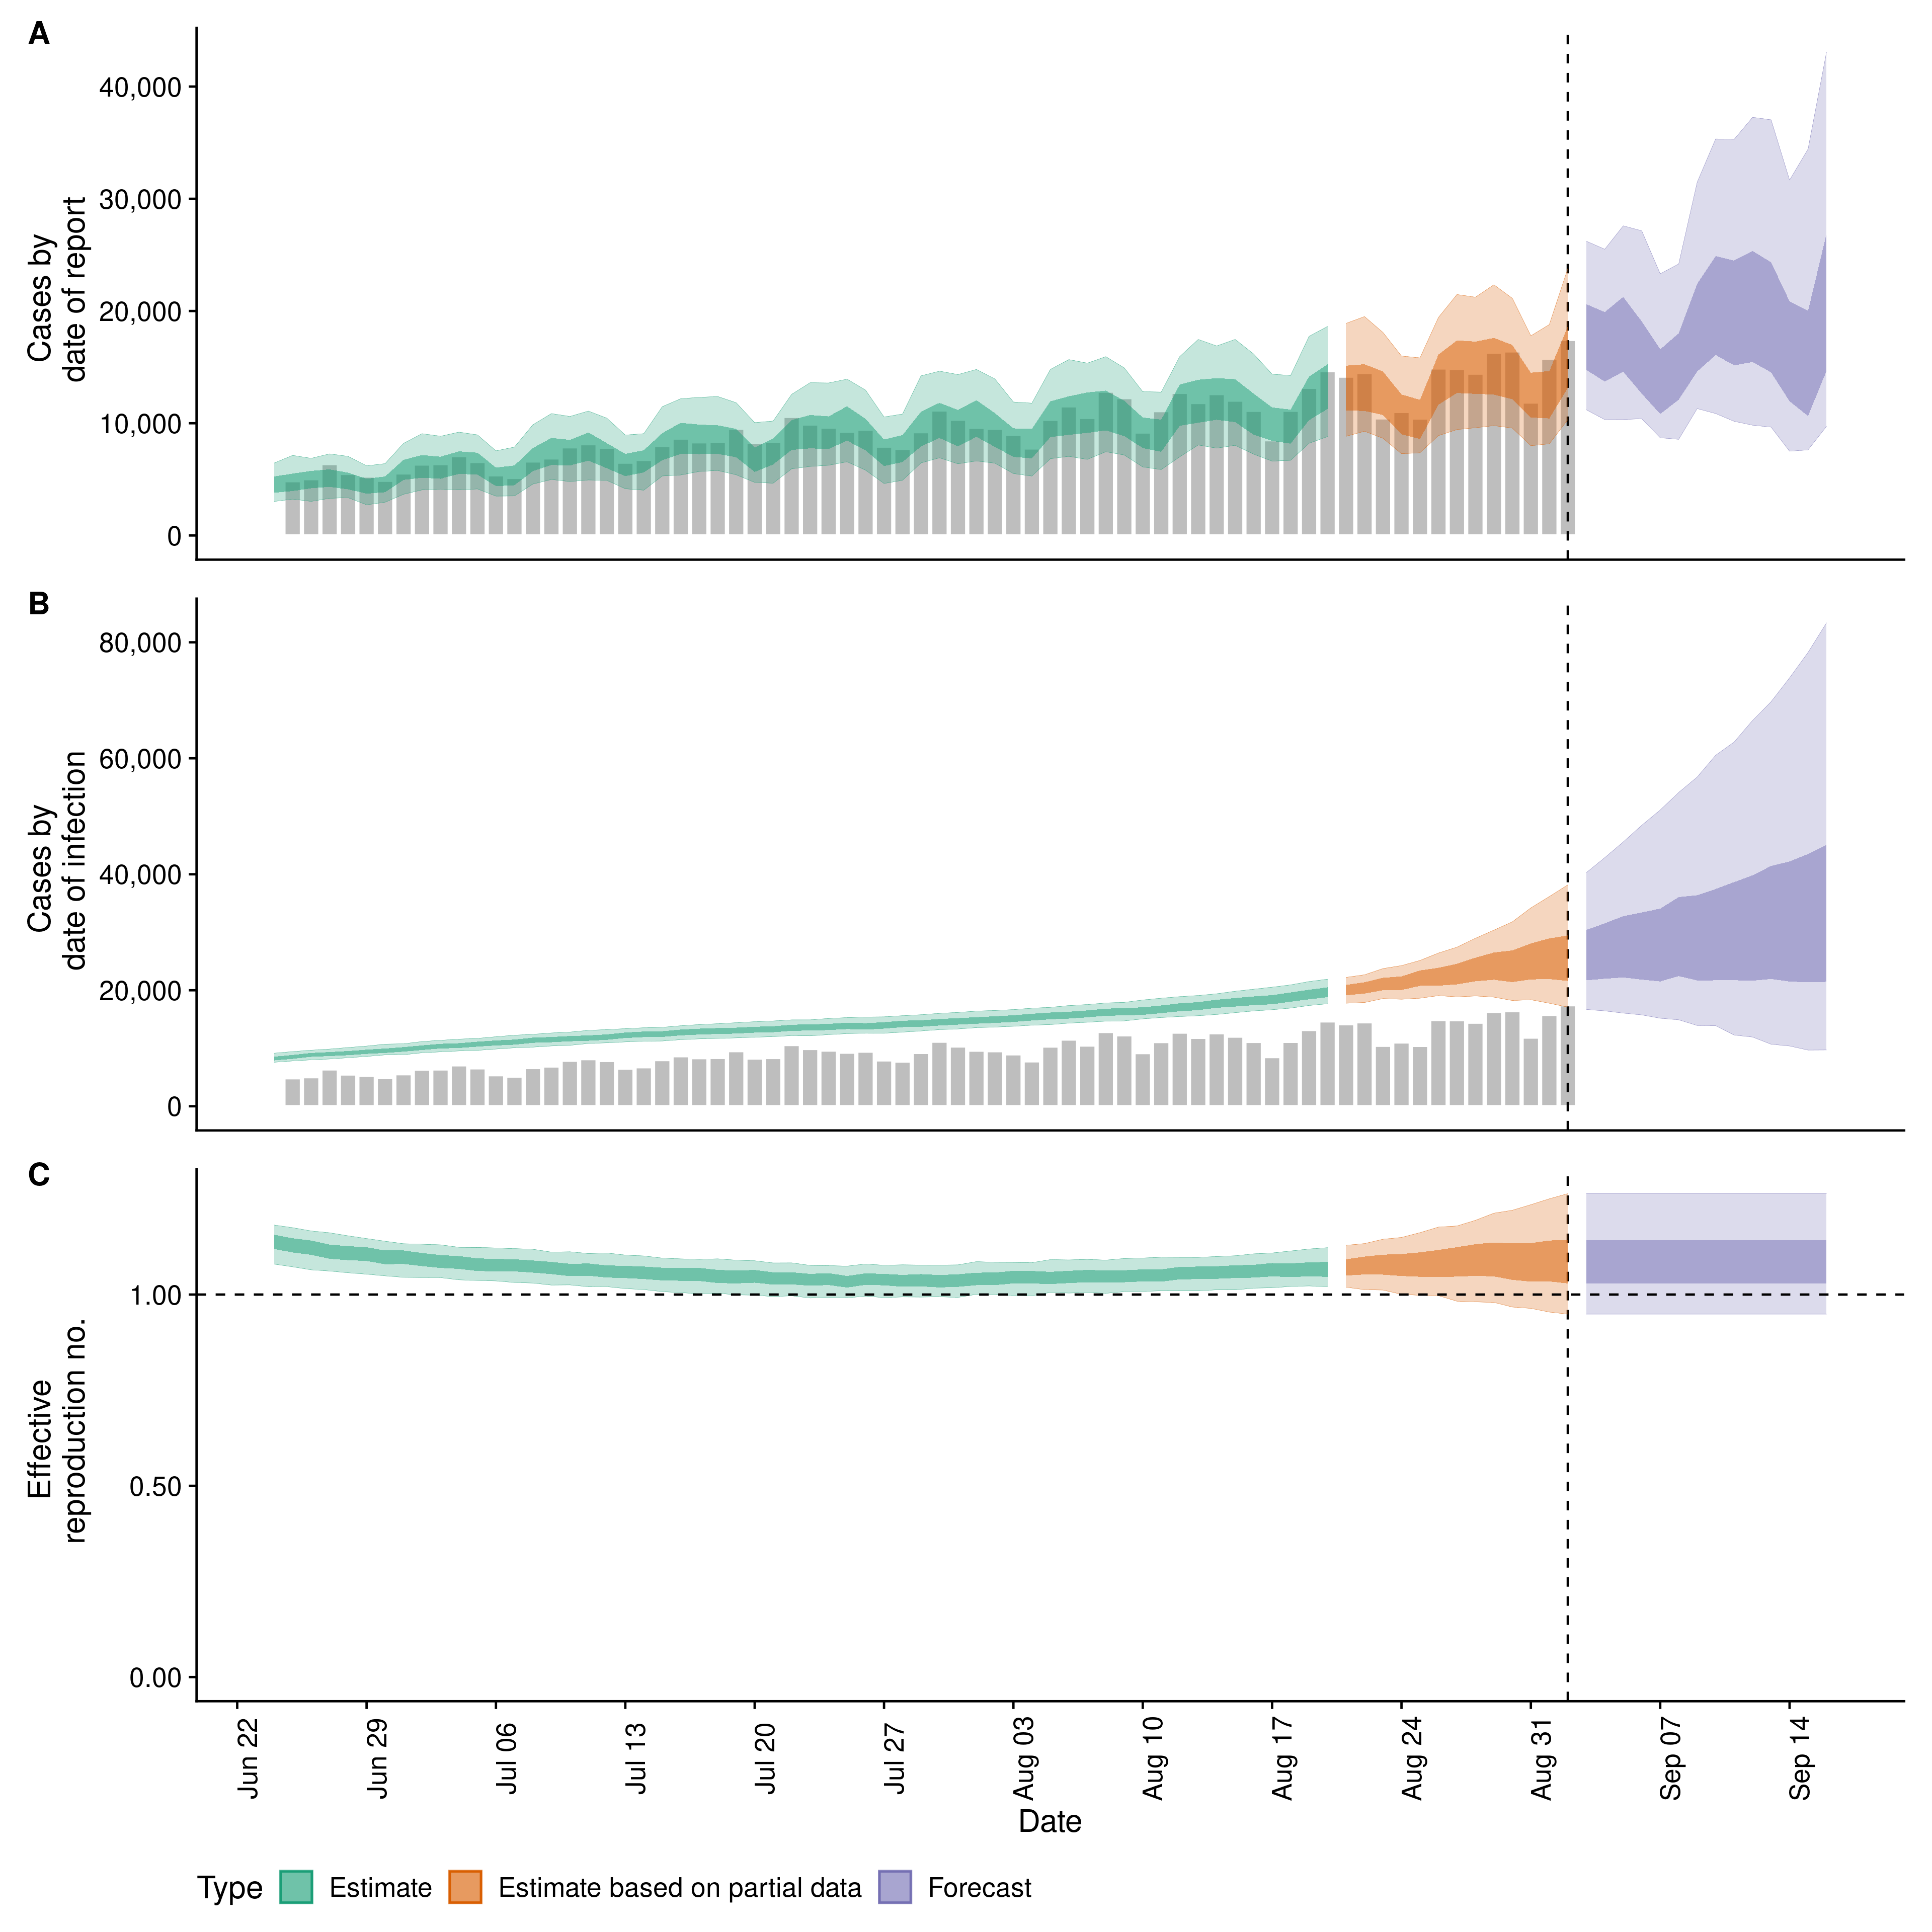 A
Cases by
date of report
40,000
30,000
20,000
10,000
0
B
Cases by
date of infection
80,000
60,000
40,000
20,000
0
C
Effective
reproduction no.
1.00
0.50
0.00
Jun 22
Jun 29
Jul 06
Jul 13
Jul 20
Jul 27
Aug 03
Aug 10
Aug 17
Aug 24
Aug 31
Sep 07
Sep 14
Date
Type Estimate Estimate based on partial data Forecast